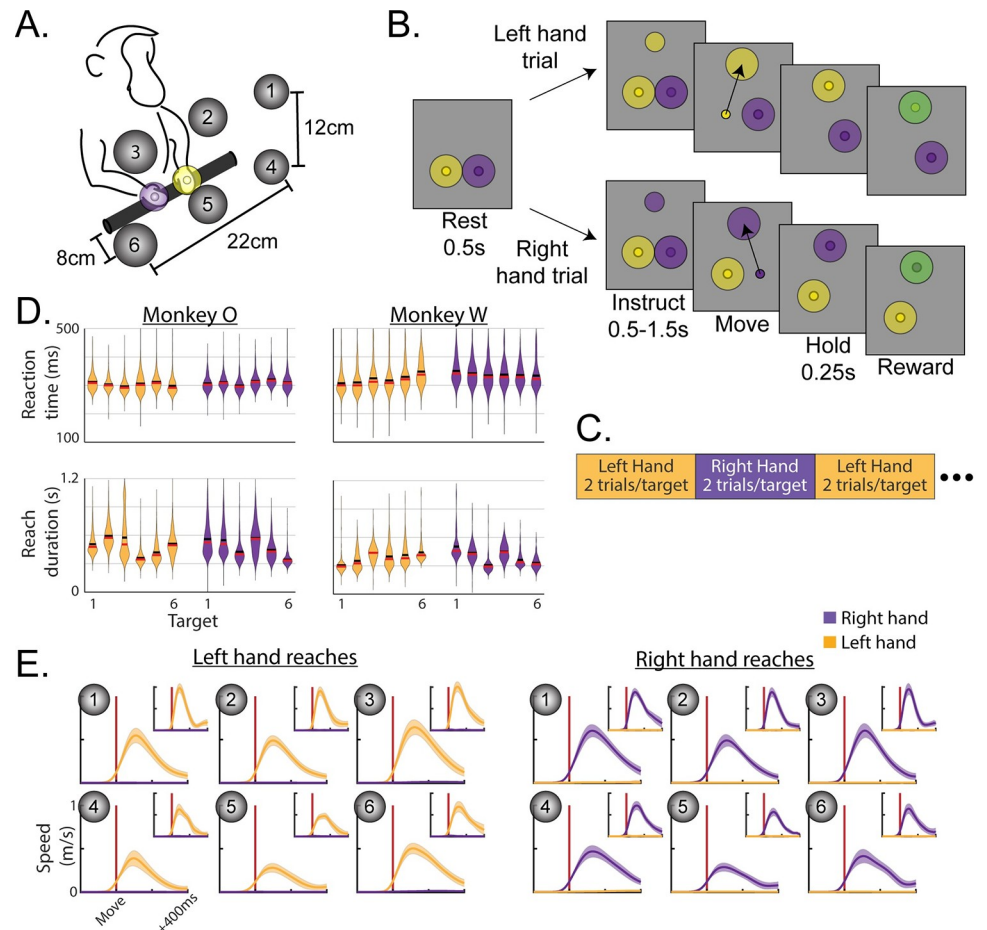 A.
1
2
3
4
5
6
12cm
22cm
8cm
B.
Left hand
trial
Rest
0.5s
Right
hand trial
Instruct
0.5-1.5s
Move
Hold
0.25s
Reward
C.
Left Hand
2 trials/target
Right Hand
2 trials/target
Left Hand
2 trials/target
D.
Monkey O
Monkey W
Reaction
time (ms)
500
100
Reach
duration (s)
1.2
0
1
6
1
6
1
6
1
6
Target
Right hand
Left hand
E.
Left hand reaches
Right hand reaches
1
2
3
1
2
3
4
5
6
4
5
6
Speed
(m/s)
1
0
Move
+400ms